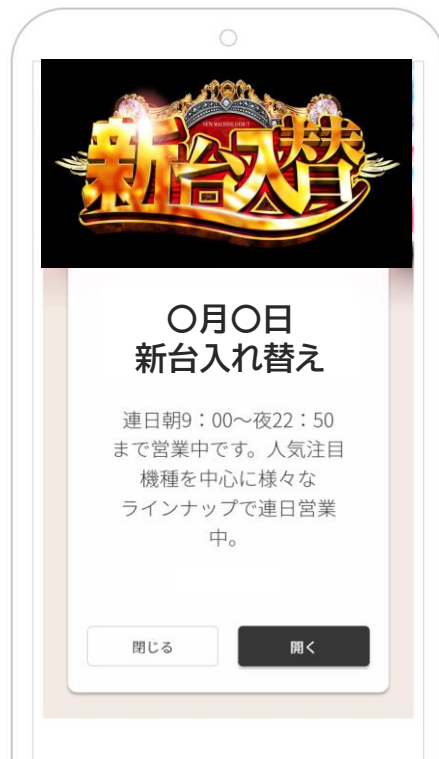 NEW MACHINE DEBUT
新台入替
〇月〇日
新台入れ替え
連日朝9：00～夜22：50
まで営業中です。人気注目
機種を中心に様々な
ラインナップで連日営業
中。
閉じる
開く